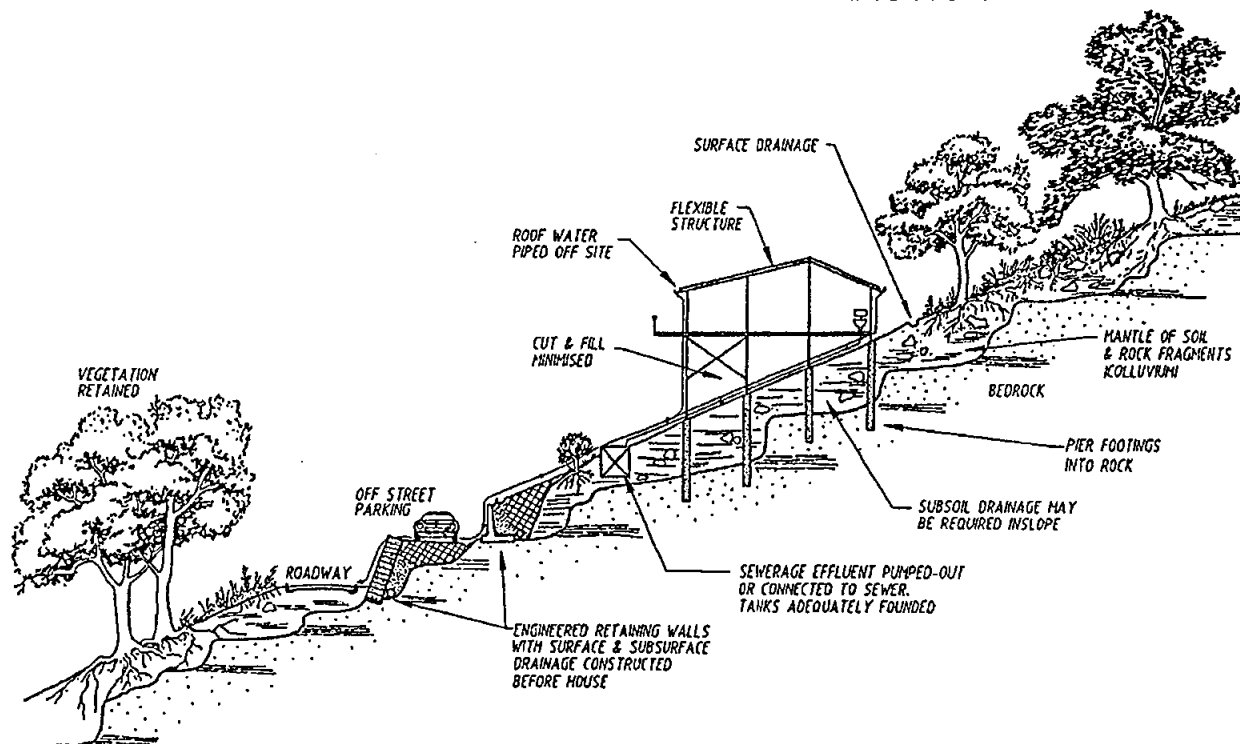 SURFACE DRAINAGE
FLEXIBLE
STRUCTURE
ROOF WATER
PIPED OFF SITE
CUT & FILL
MINIMISED
MANTLE OF SOIL
& ROCK FRAGMENTS
(COLLUVIUM)
BEDROCK
VEGETATION
RETAINED
PIER FOOTINGS
INTO ROCK
OFF STREET
PARKING
SUBSOIL DRAINAGE MAY
BE REQUIRED INSLOPE
ROADWAY
SEWERAGE EFFLUENT PUMPED-OUT
OR CONNECTED TO SEWER.
TANKS ADEQUATELY FOUNDED
ENGINEERED RETAINING WALLS
WITH SURFACE & SUBSURFACE
DRAINAGE CONSTRUCTED
BEFORE HOUSE